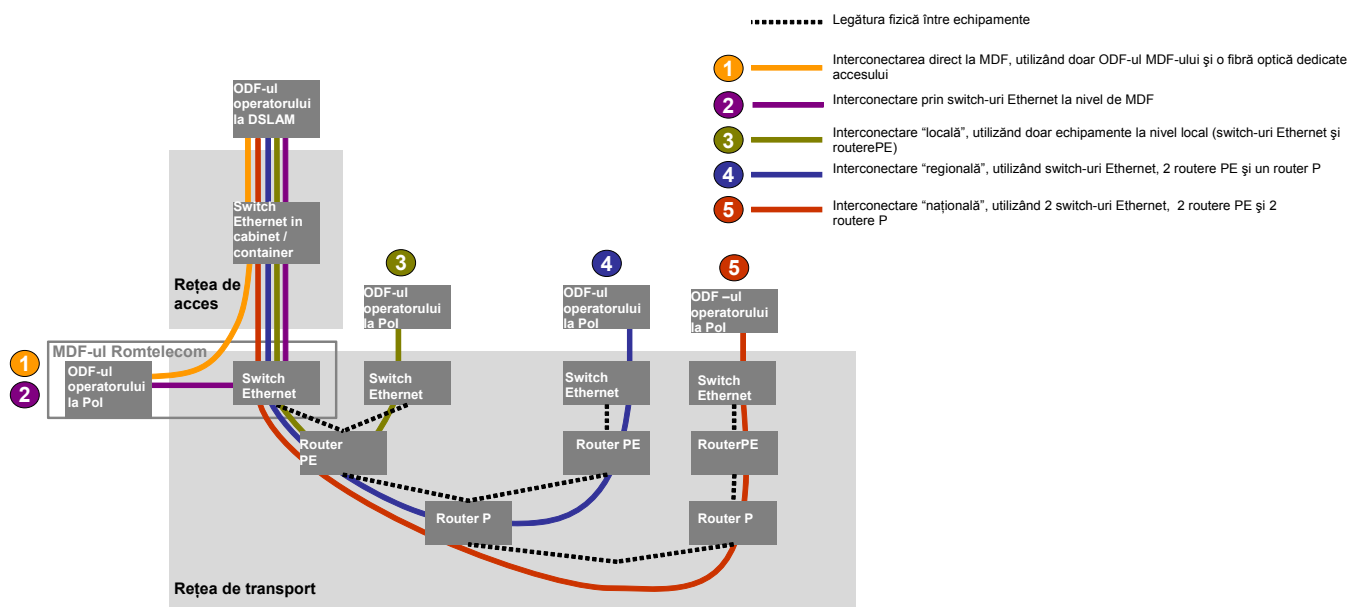 Legătura fizică între echipamente
1
Interconectarea direct la MDF, utilizând doar ODF-ul MDF-ului şi o fibră optică dedicate
accesului
2
Interconectare prin switch-uri Ethernet la nivel de MDF
3
Interconectare “locală”, utilizănd doar echipamente la nivel local (switch-uri Ethernet şi
routerePE)
4
Interconectare “regională”, utilizând switch-uri Ethernet, 2 routere PE şi un router P
5
Interconectare “naţională”, utilizând 2 switch-uri Ethernet, 2 routere PE şi 2
routere P
ODF-ul
operatorului
la DSLAM
Switch
Ethernet in
cabinet /
container
Reţea de
acces
3
ODF-ul
operatorului
la Pol
4
ODF-ul
operatorului
la Pol
5
ODF –ul
operatorului
la Pol
MDF-ul Romtelecom
1
2
ODF-ul
operatorului
la Pol
Switch
Ethernet
Switch
Ethernet
Switch
Ethernet
Switch
Ethernet
Router
PE
Router PE
RouterPE
Router P
Router P
Reţea de transport